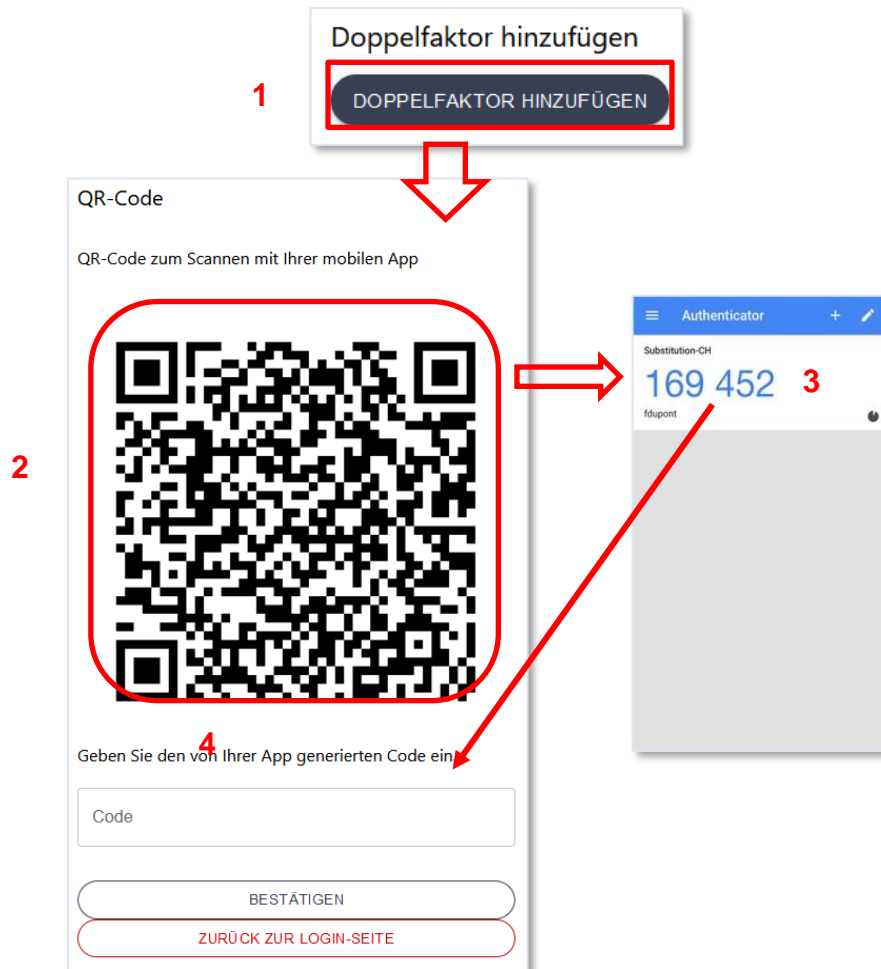 Doppelfaktor hinzufügen
1
DOPPELFAKTOR HINZUFÜGEN
QR-Code
QR-Code zum Scannen mit Ihrer mobilen App
2
Authenticator
Substitution-CH
169 452
3
fdupont
4
Geben Sie den von Ihrer App generierten Code ein
Code
BESTÄTIGEN
ZURÜCK ZUR LOGIN-SEITE